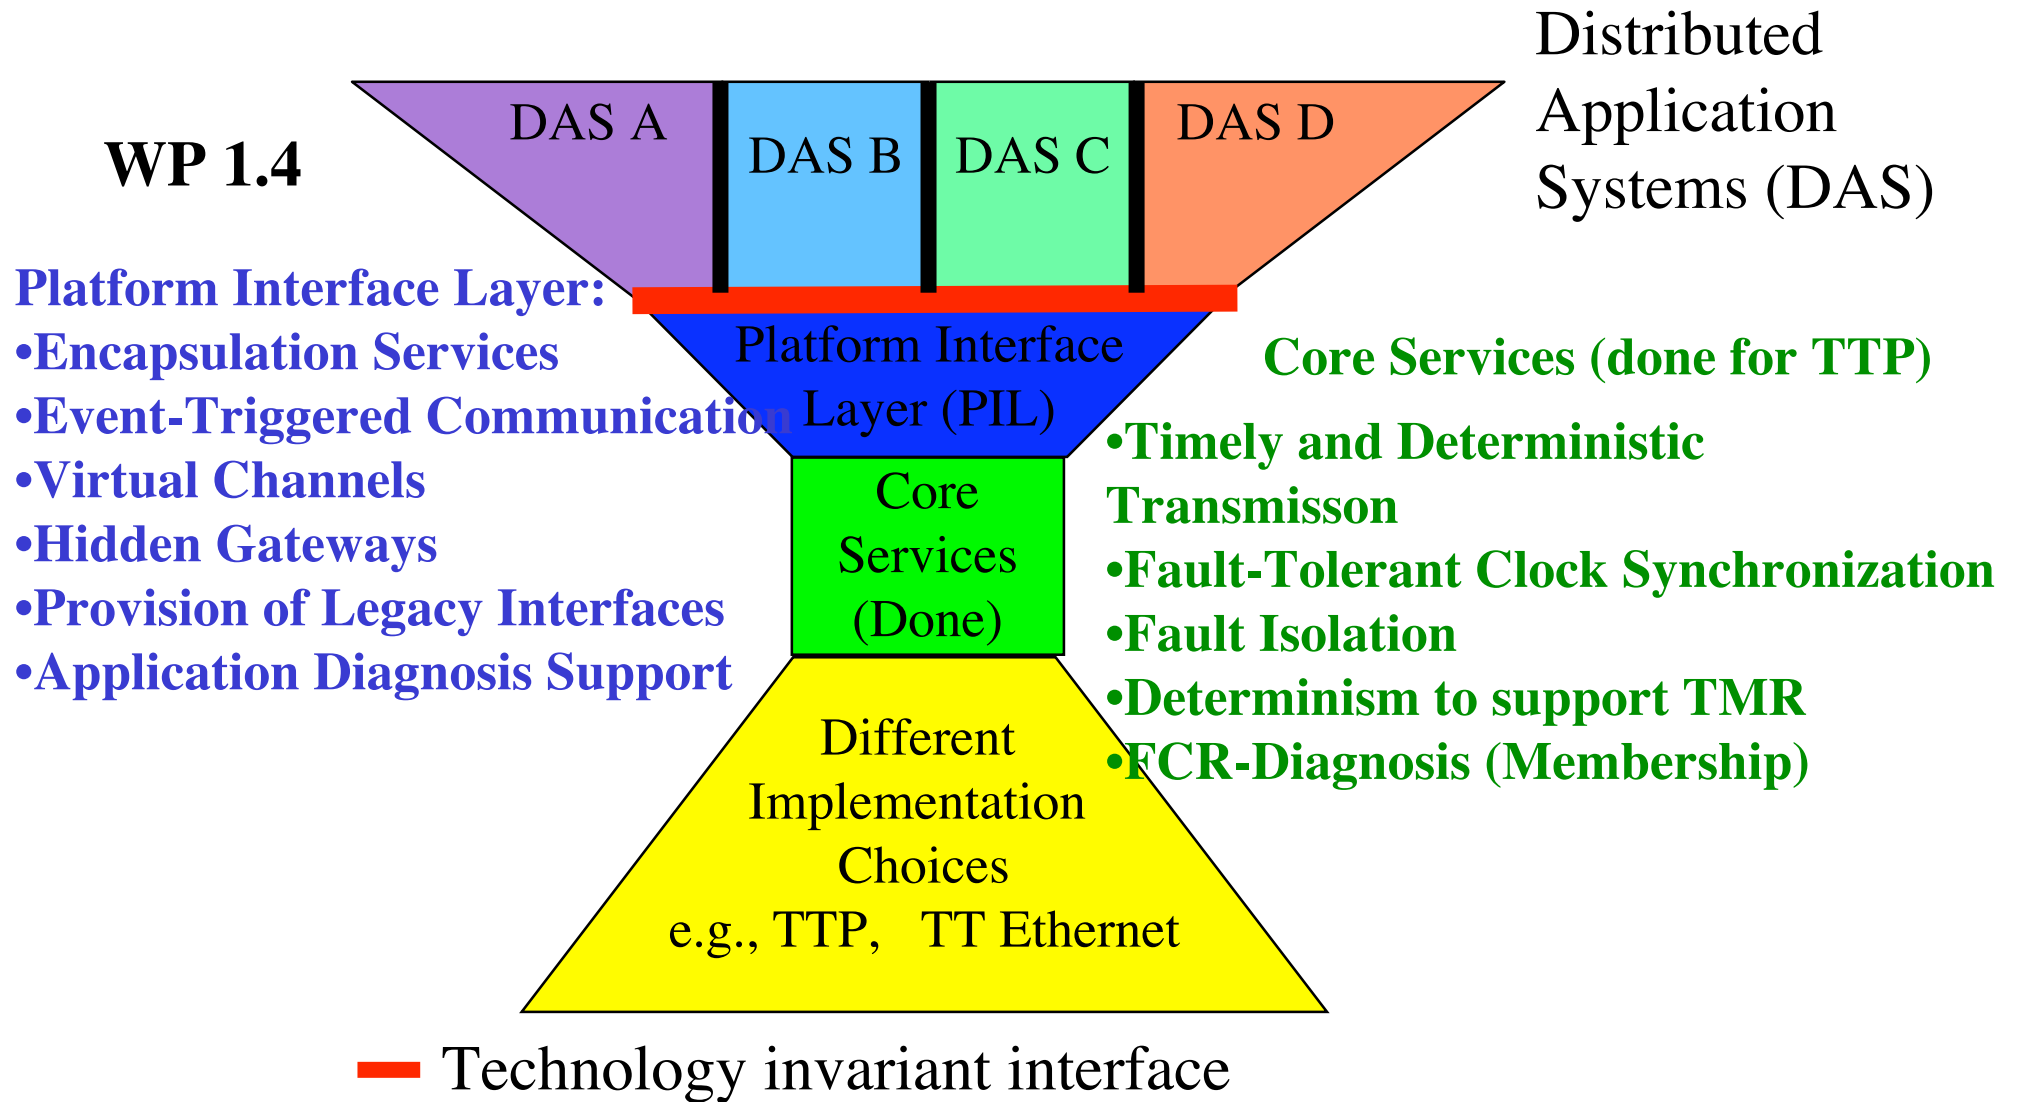 Distributed
Application
Systems (DAS)
WP 1.4
DAS A
DAS B
DAS C
DAS D
Platform Interface Layer:
•Encapsulation Services
•Event-Triggered Communication
•Virtual Channels
•Hidden Gateways
•Provision of Legacy Interfaces
•Application Diagnosis Support
Platform Interface
Layer (PIL)
Core
Services
(Done)
Different
Implementation
Choices
e.g., TTP, TT Ethernet
Core Services (done for TTP)
•Timely and Deterministic
Transmisson
•Fault-Tolerant Clock Synchronization
•Fault Isolation
•Determinism to support TMR
•FCR-Diagnosis (Membership)
Technology invariant interface